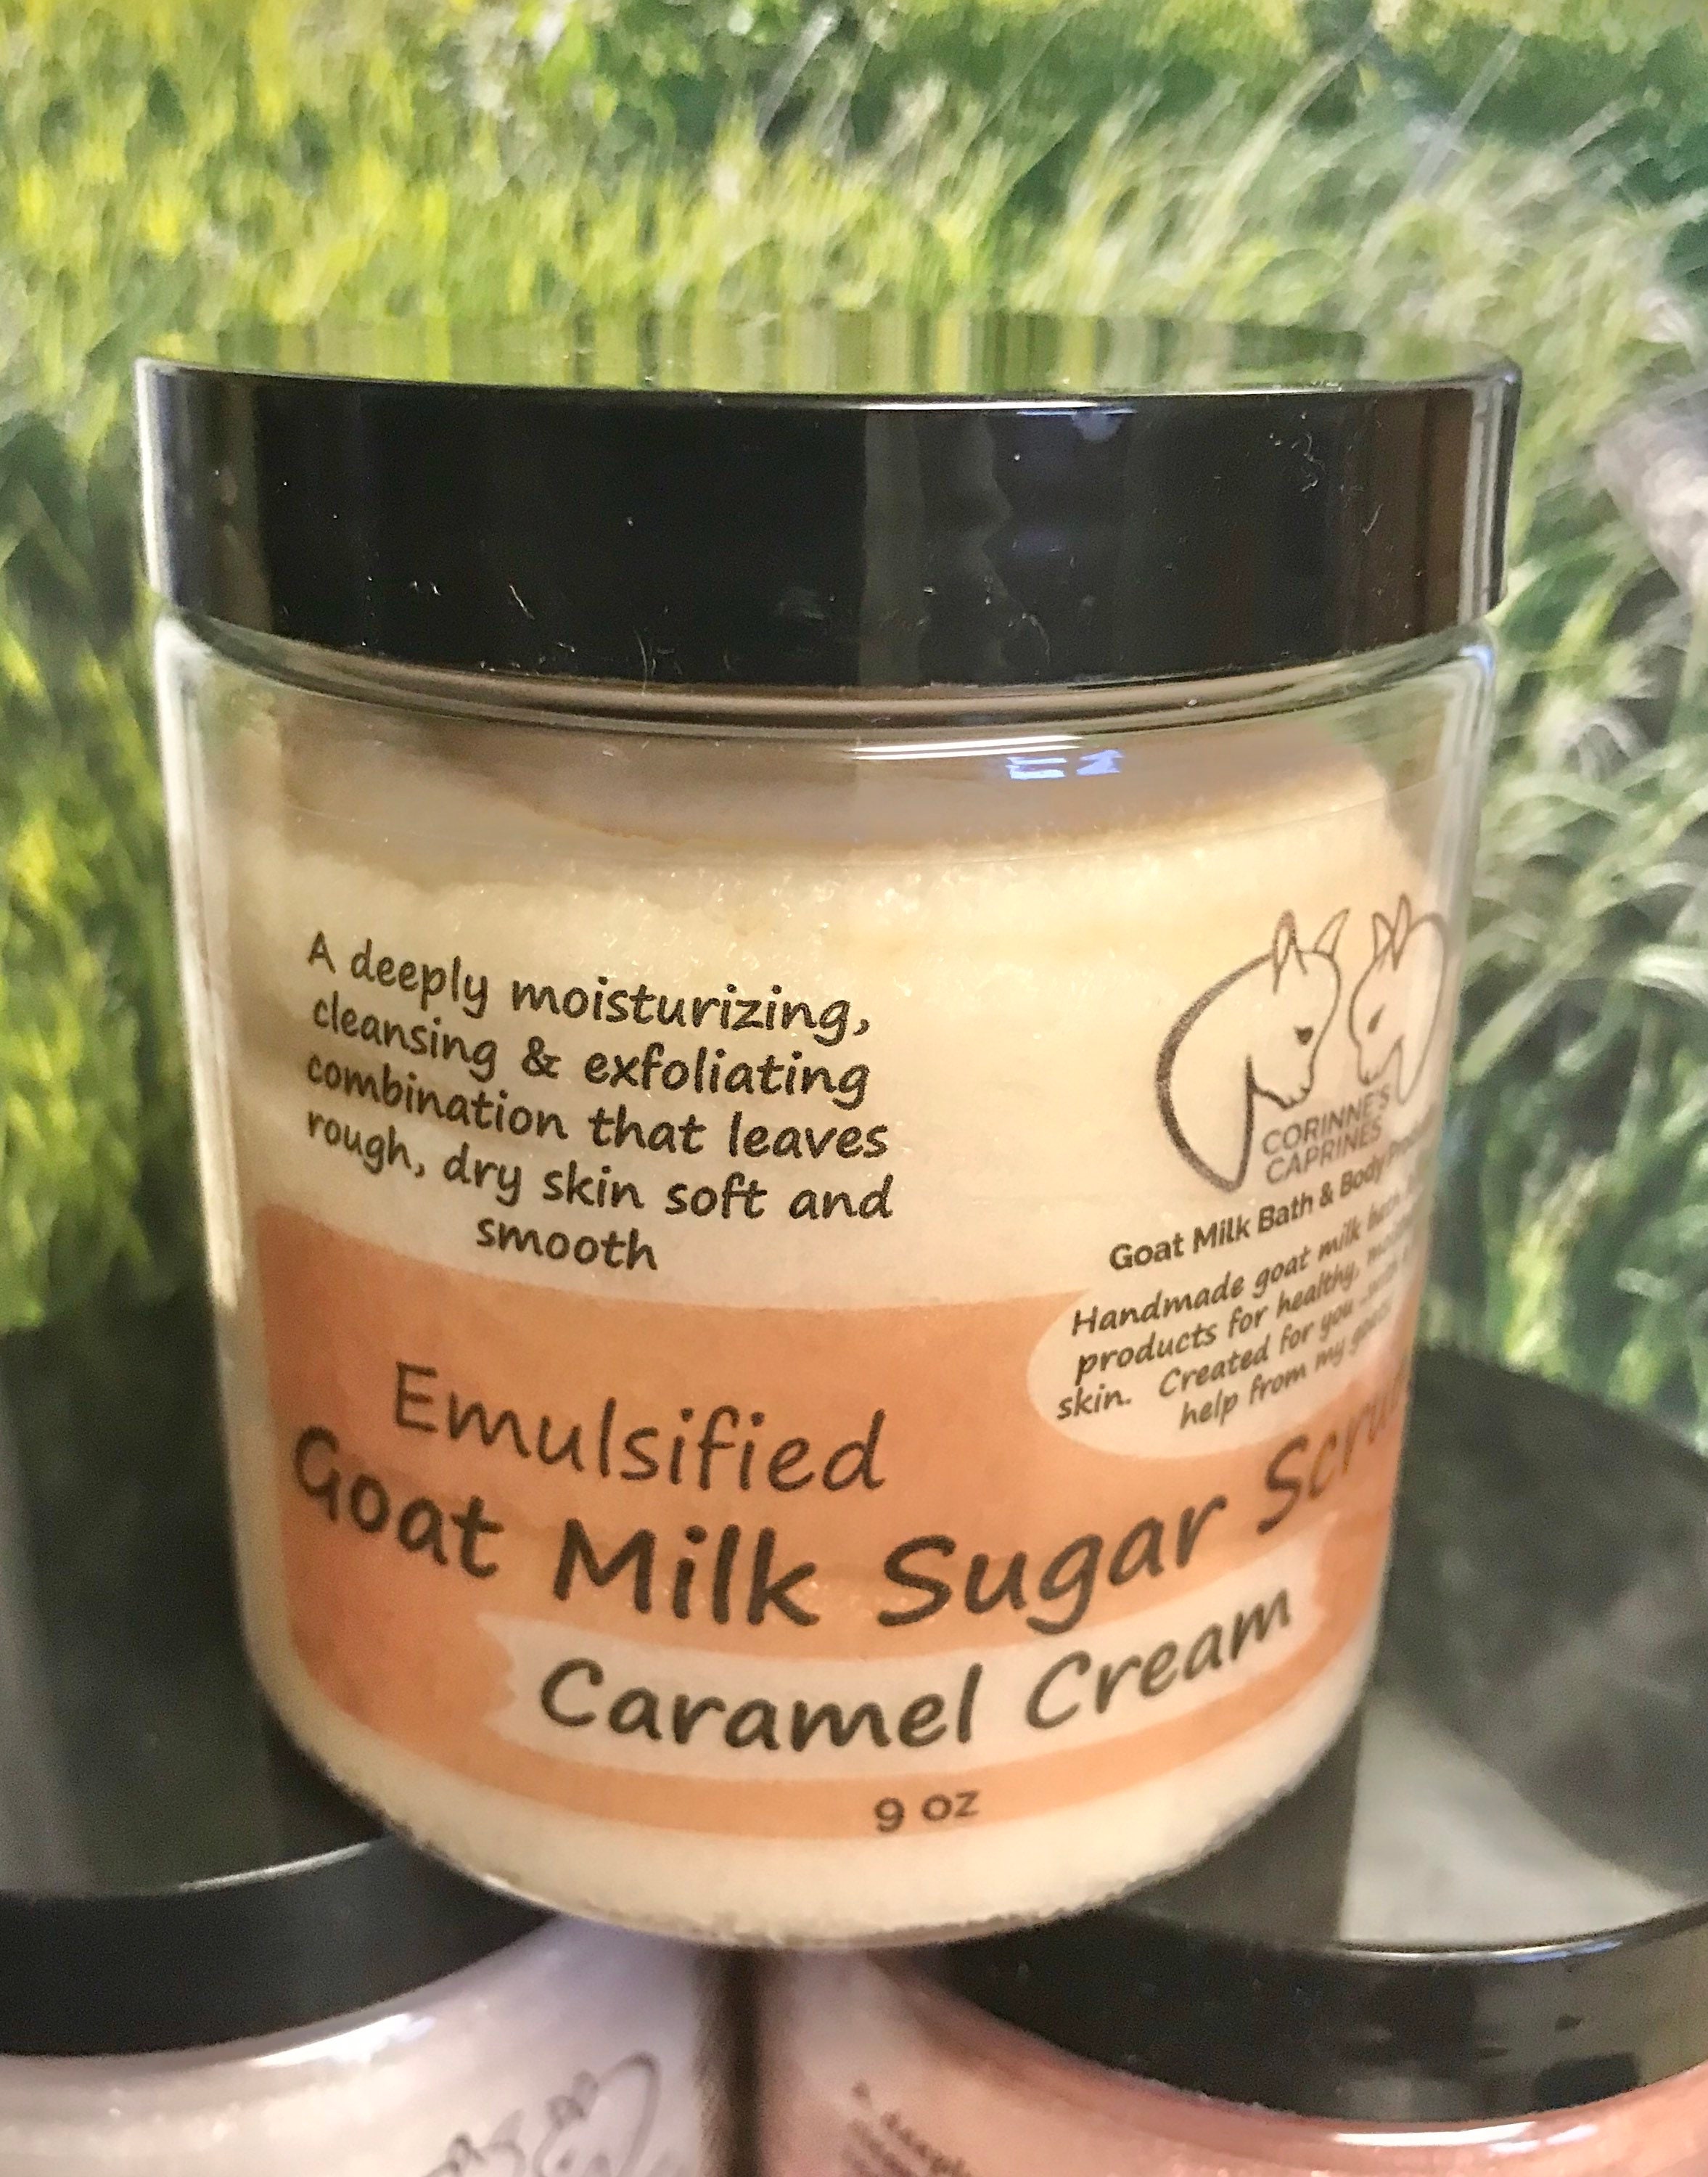 A deeply moisturizing,
cleansing & exfoliating
combination that leaves
rough, dry skin soft and
smooth
CORINNE'S
CAPRINES
Goat Milk Bath & Body
Handmade goat milk
products for healthy,
skin. Created for you
help from my
Emulsified
Goat Milk Sugar Scrub
Caramel Cream
9 oz